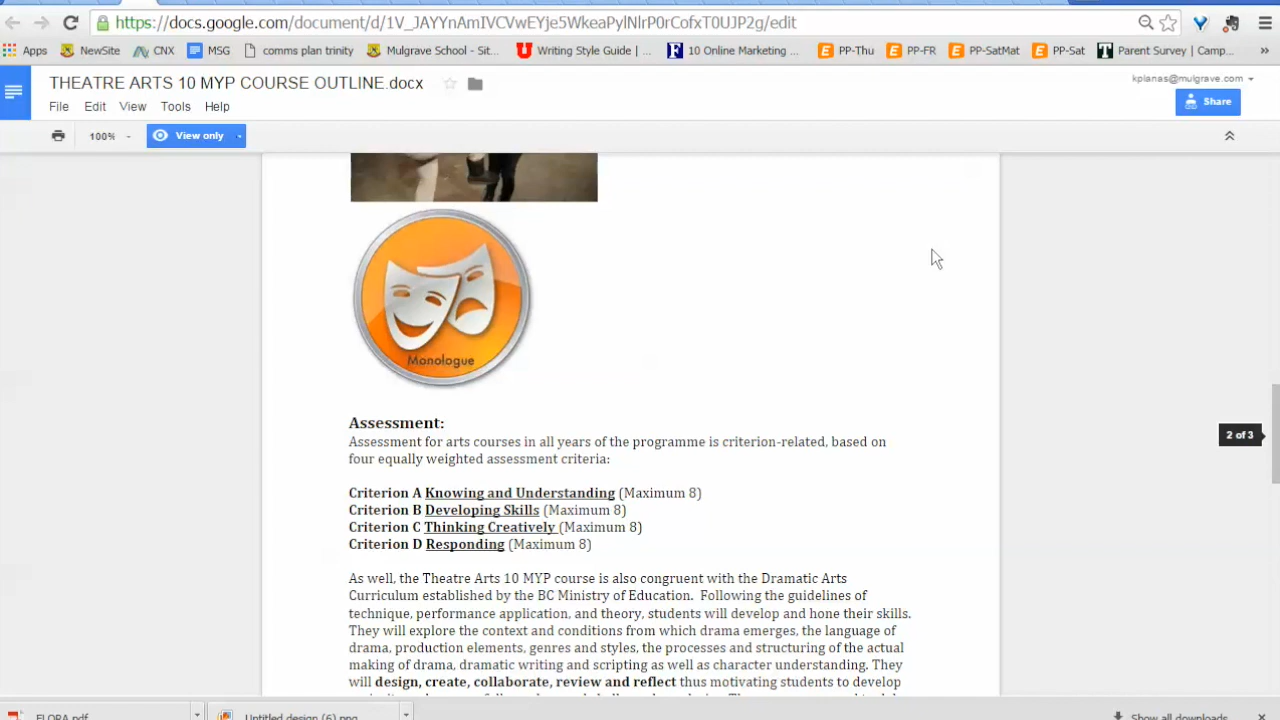 https://docs.google.com/document/d/1V_JAYYnAmIVCVwEYje5WkeaPylNlrP0rCofxT0UJP2g/edit
Apps NewSite CNX MSG comms plan trinity Mulgrave School - Sit... Writing Style Guide | ... 10 Online Marketing ... PP-Thu PP-FR PP-SatMat PP-Sat Parent Survey | Camp... »
THEATRE ARTS 10 MYP COURSE OUTLINE.docx
kplanas@mulgrave.com
File Edit View Tools Help
Share
100% View only
Monologue
Assessment:
Assessment for arts courses in all years of the programme is criterion-related, based on
four equally weighted assessment criteria:
2 of 3
Criterion A Knowing and Understanding (Maximum 8)
Criterion B Developing Skills (Maximum 8)
Criterion C Thinking Creatively (Maximum 8)
Criterion D Responding (Maximum 8)
As well, the Theatre Arts 10 MYP course is also congruent with the Dramatic Arts
Curriculum established by the BC Ministry of Education. Following the guidelines of
technique, performance application, and theory, students will develop and hone their skills.
They will explore the context and conditions from which drama emerges, the language of
drama, production elements, genres and styles, the processes and structuring of the actual
making of drama, dramatic writing and scripting as well as character understanding. They
will design, create, collaborate, review and reflect thus motivating students to develop
FLORA.pdf Untitled design (6).png Show all downloads...